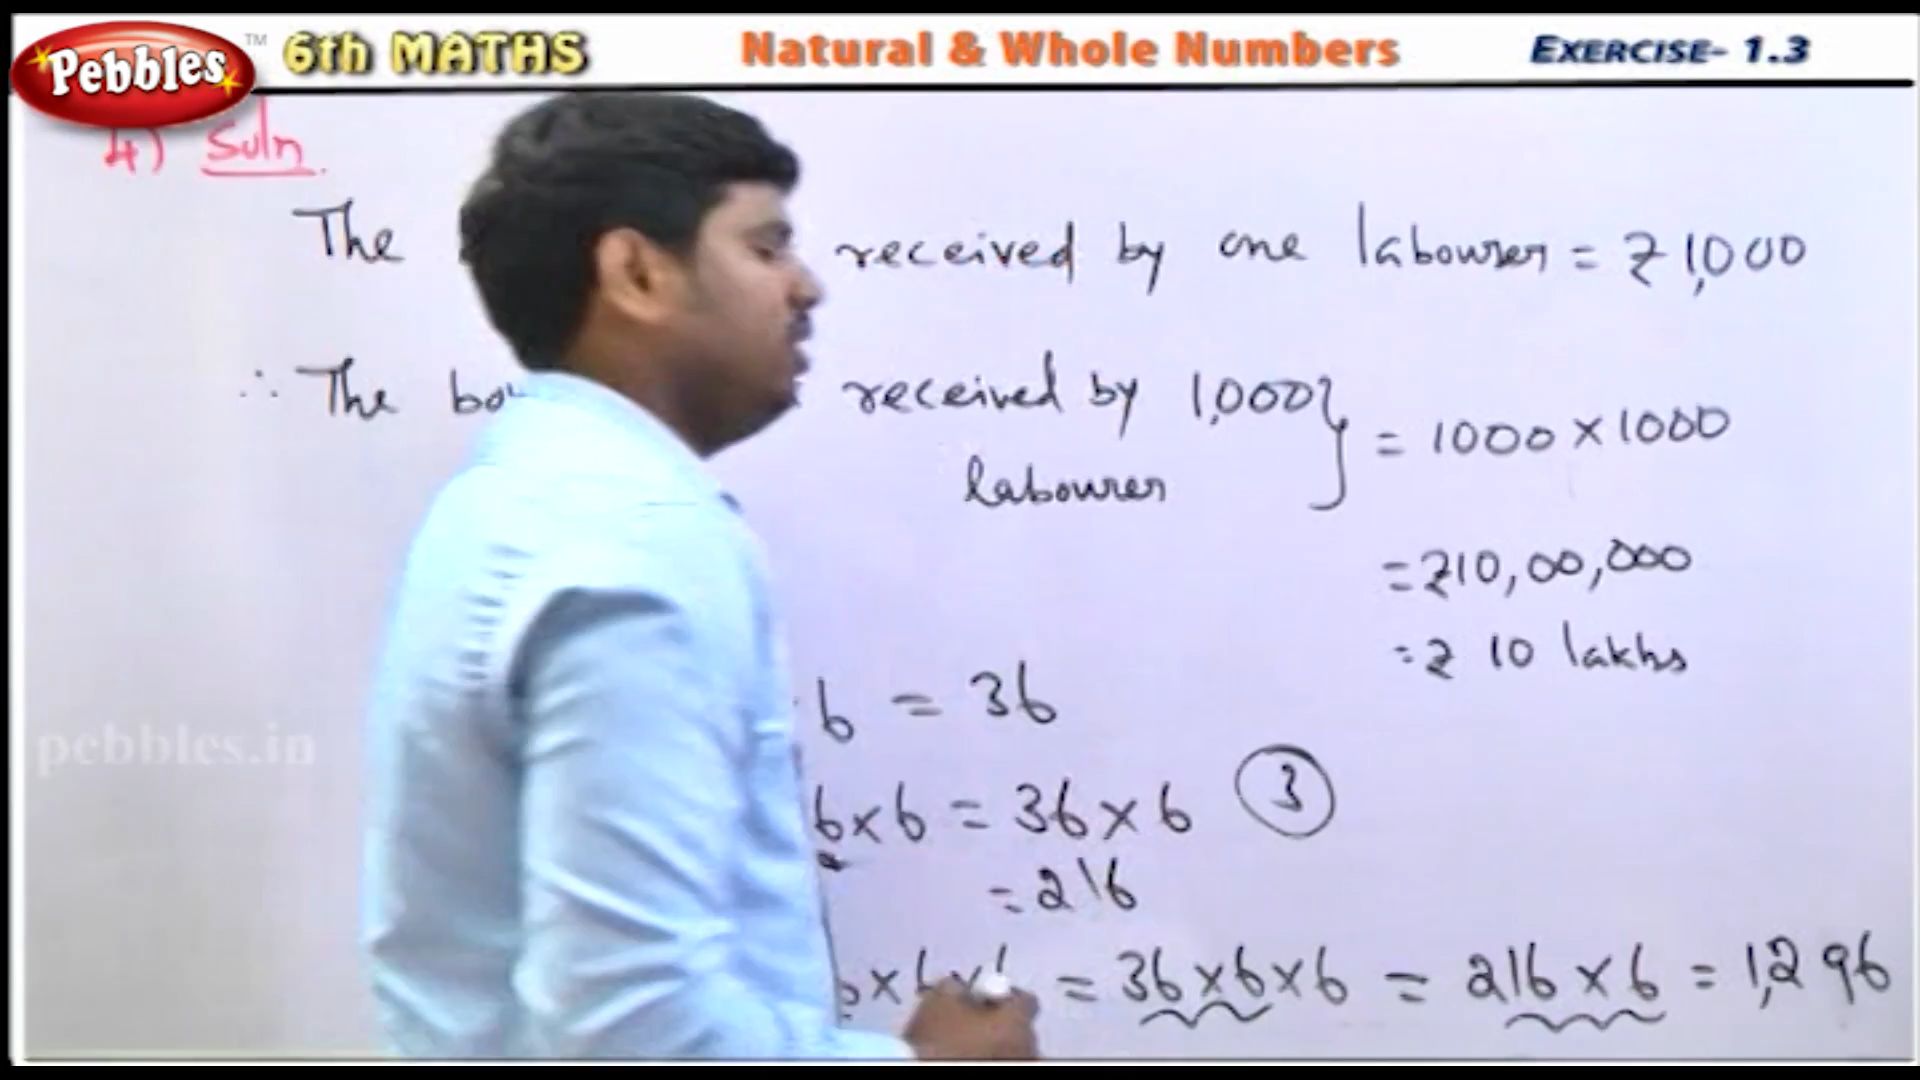 Pebbles™ 6th MATHS Natural & Whole Numbers EXERCISE- 1.3
4) Soln.
The received by one labourer = ₹1,000
∴ The received by 1,000 } = 1000 × 1000
labourer
= ₹10,00,000
= ₹ 10 lakhs
6 = 36
pebbles.in
6×6 = 36×6 ③
= 216
6×6×6 = 36×6×6 = 216×6 = 1,296